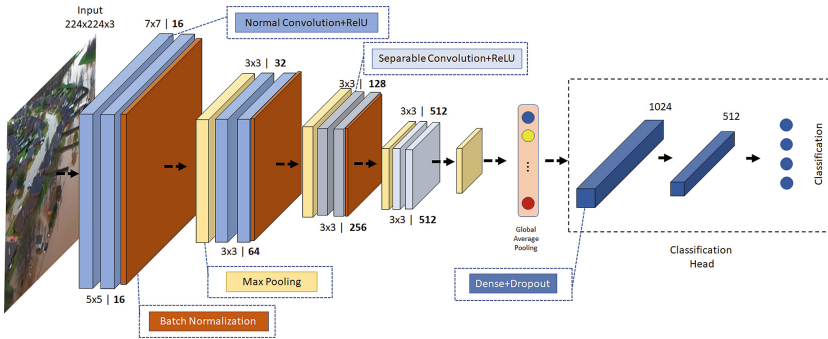 Input
224x224x3
7x7 | 16
Normal Convolution+RelU
3x3 | 32
Separable Convolution+ReLU
3x3 | 128
3x3 | 512
1024
512
Classification
5x5 | 16
3x3 | 64
3x3 | 256
3x3 | 512
Global
Average
Pooling
Classification
Head
Max Pooling
Dense+Dropout
Batch Normalization